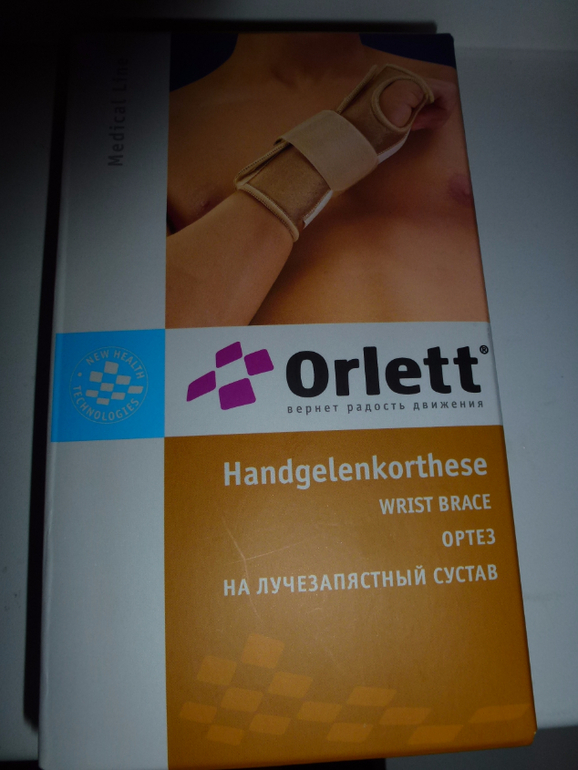 Medical Line
NEW HEALTH
TECHNOLOGIES
Orlett®
вернет радость движения
Handgelenkorthese
WRIST BRACE
ОРТЕЗ
НА ЛУЧЕЗАПЯСТНЫЙ СУСТАВ